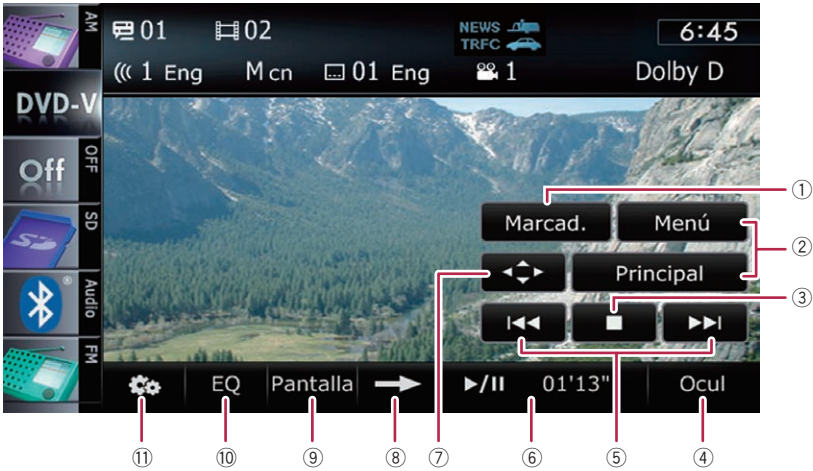 AM
01 02 NEWS TRFC 6:45
1 Eng M cn 01 Eng 1 Dolby D
DVD-V
Off OFF
SD SD
Audio ®
FM
Marcad. Menú
Principal
EQ Pantalla 01'13" Ocul
① ② ③
⑪ ⑩ ⑨ ⑧ ⑦ ⑥ ⑤ ④